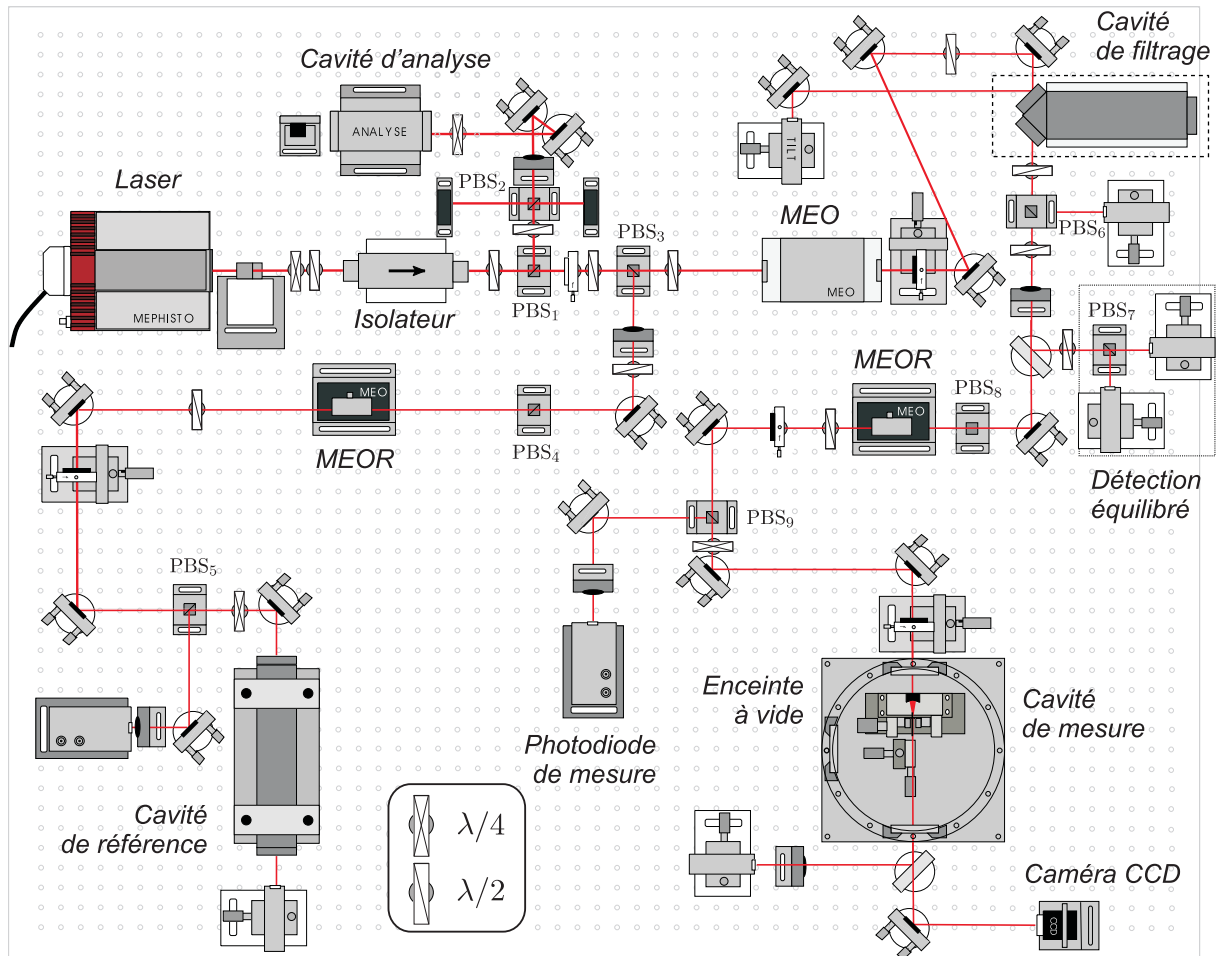 Cavité
de filtrage
Cavité d'analyse
ANALYSE
TILT
Laser
PBS2
MEO
PBS3
PBS6
MEO
MEPHISTO
Isolateur
PBS1
PBS7
MEOR
MEO
PBS8
MEO
MEOR
PBS4
Détection
équilibré
PBS9
PBS5
Enceinte
à vide
Cavité
de mesure
Photodiode
de mesure
Cavité
de référence
λ/4
λ/2
Caméra CCD
CCD